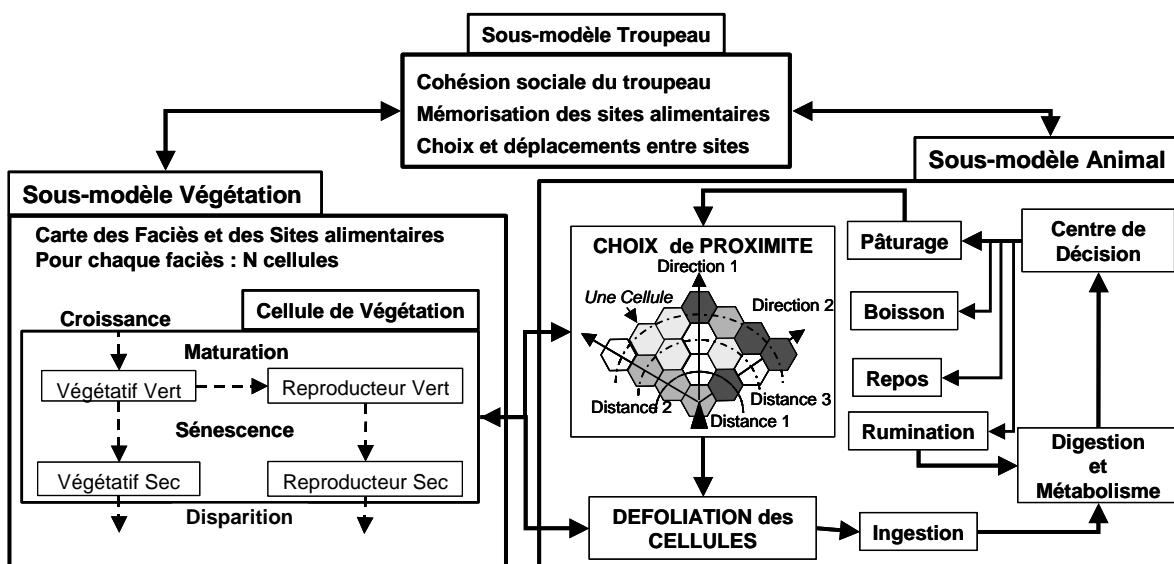 Sous-modèle Troupeau
Cohésion sociale du troupeau
Mémorisation des sites alimentaires
Choix et déplacements entre sites
Sous-modèle Végétation
Carte des Faciès et des Sites alimentaires
Pour chaque faciès : N cellules
Cellule de Végétation
Croissance
Maturation
Végétatif Vert
Reproducteur Vert
Sénescence
Végétatif Sec
Reproducteur Sec
Disparition
Sous-modèle Animal
CHOIX de PROXIMITE
Direction 1
Une Cellule
Direction 2
Distance 2
Distance 3
Distance 1
Pâturage
Centre de
Décision
Boisson
Repos
Rumination
Digestion
et
Métabolisme
DEFOLIATION des
CELLULES
Ingestion